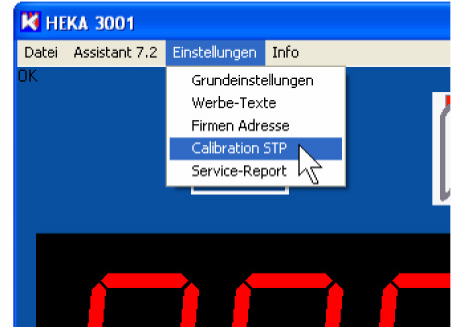 HEKA 3001
Datei Assistant 7.2 Einstellungen Info
OK
Grundeinstellungen
Werbe-Texte
Firmen Adresse
Calibration STP
Service-Report